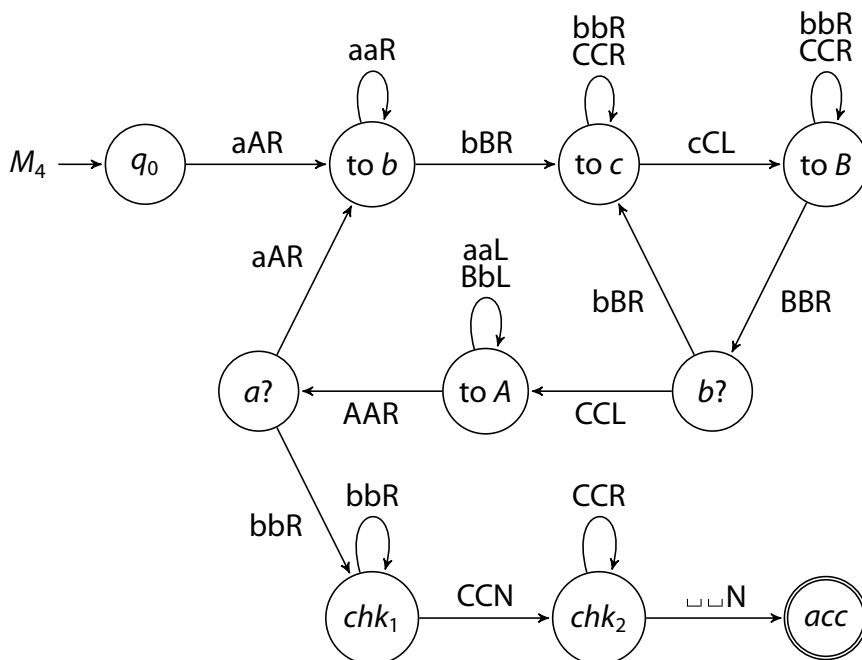 aaR
bbR
CCR
bbR
CCR
M₄
q₀
aAR
to b
bBR
to c
cCL
to B
aAR
aaL
BbL
bBR
BBR
a?
AAR
to A
CCL
b?
bbR
bbR
CCR
chk₁
CCN
chk₂
␣␣N
acc